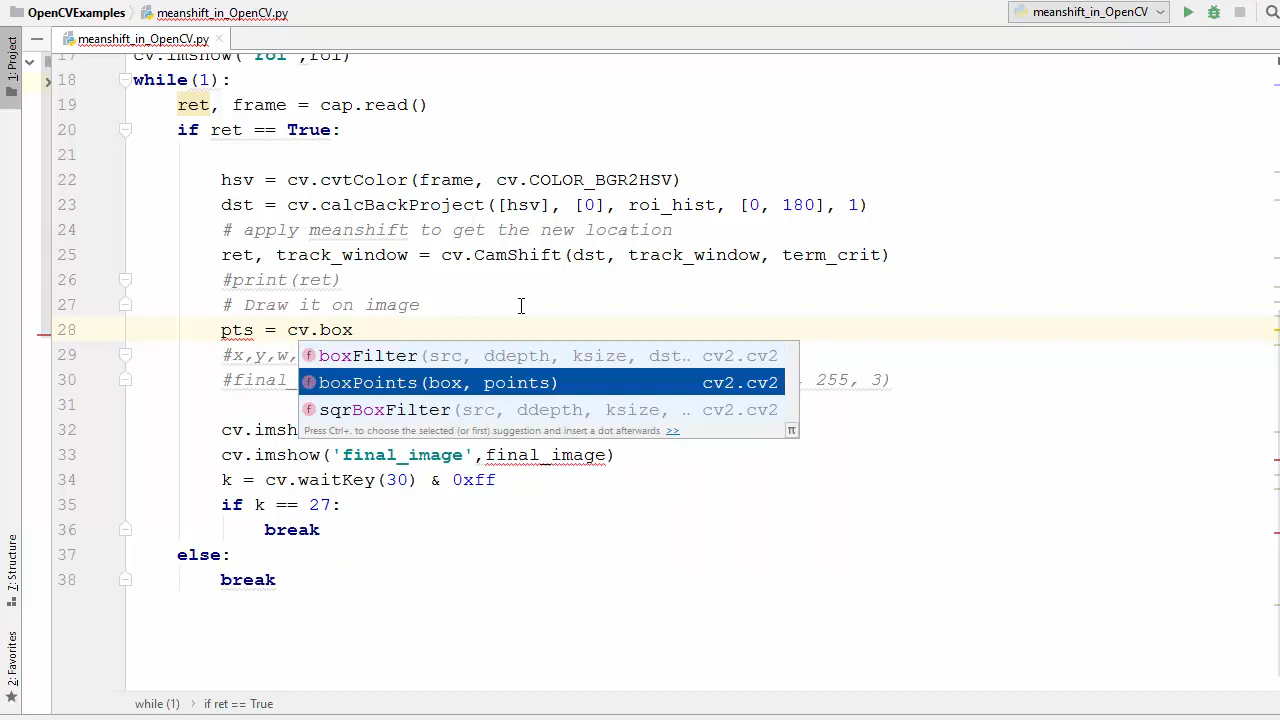 OpenCVExamples
meanshift_in_OpenCV.py
meanshift_in_OpenCV
1: Project
meanshift_in_OpenCV.py
17 cv.imshow('roi',roi)
18 while(1):
19 ret, frame = cap.read()
20 if ret == True:
21
22 hsv = cv.cvtColor(frame, cv.COLOR_BGR2HSV)
23 dst = cv.calcBackProject([hsv], [0], roi_hist, [0, 180], 1)
24 # apply meanshift to get the new location
25 ret, track_window = cv.CamShift(dst, track_window, term_crit)
26 #print(ret)
27 # Draw it on image
28 pts = cv.box
29 #x,y,w,
boxFilter(src, ddepth, ksize, dst… cv2.cv2
30 #final_ 255, 3)
boxPoints(box, points) cv2.cv2
31
sqrBoxFilter(src, ddepth, ksize, .. cv2.cv2
32 cv.imsh
Press Ctrl+. to choose the selected (or first) suggestion and insert a dot afterwards >> π
33 cv.imshow('final_image',final_image)
34 k = cv.waitKey(30) & 0xff
35 if k == 27:
36 break
37 else:
38 break
7: Structure
2: Favorites
while (1) if ret == True